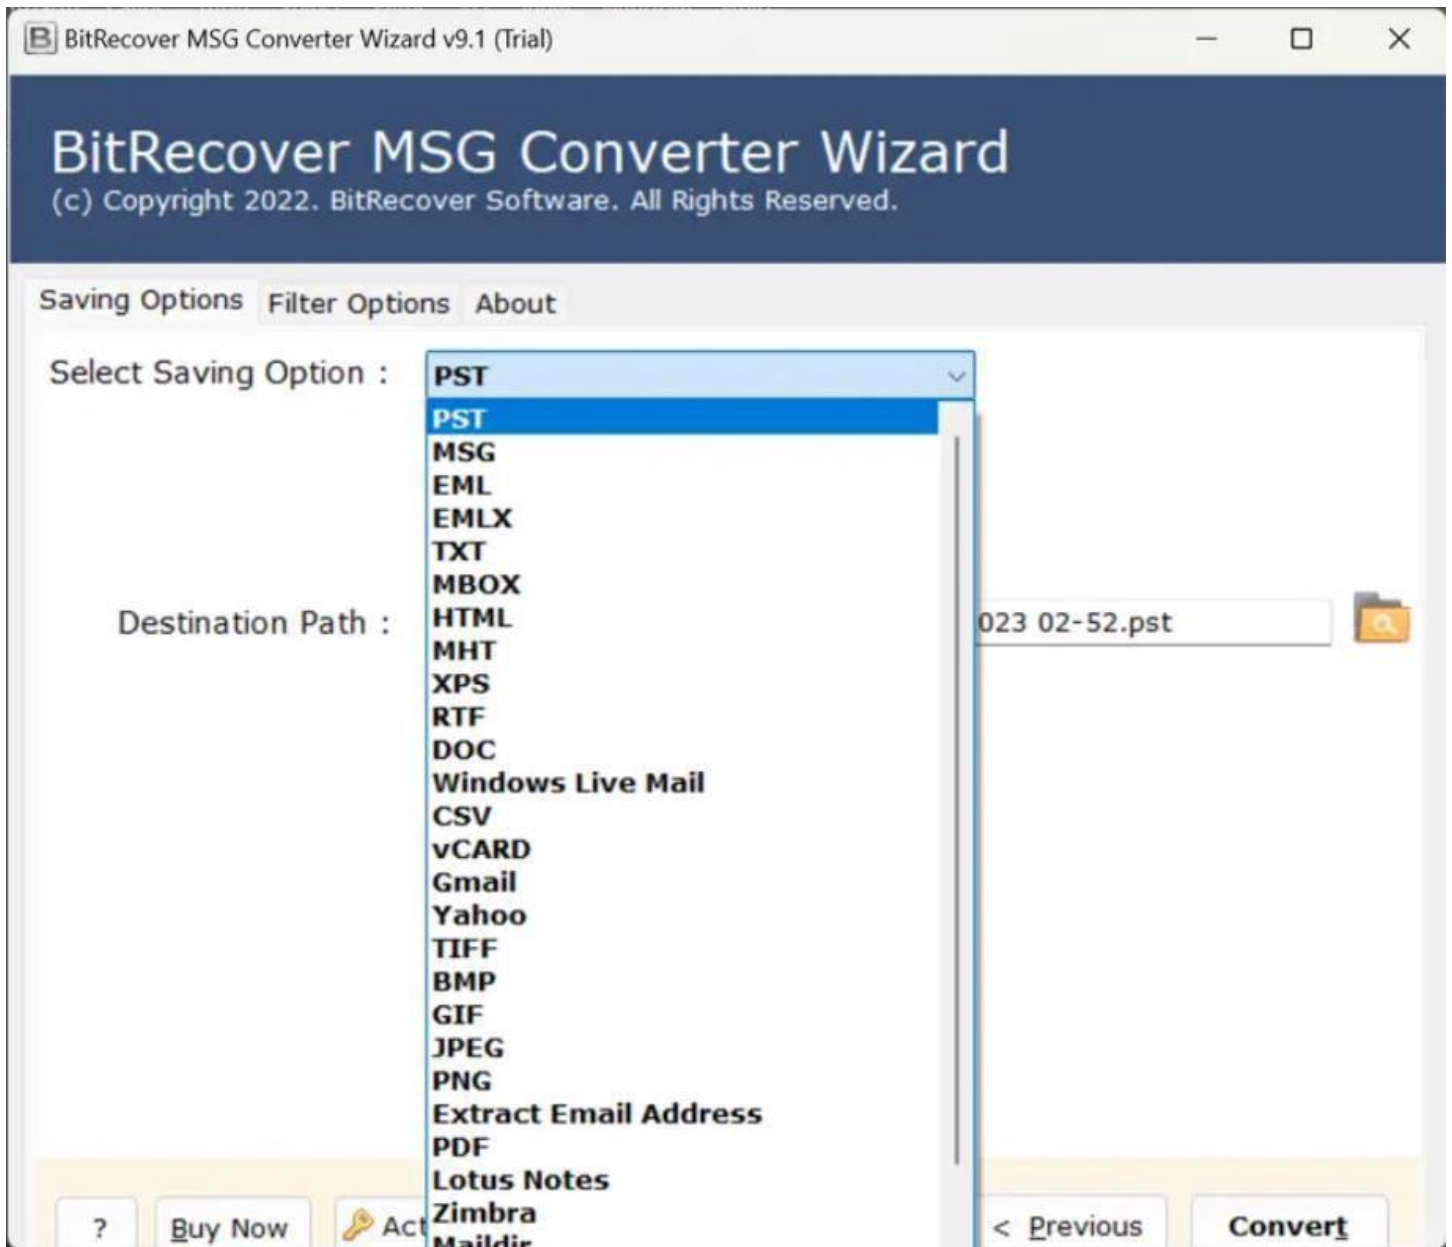 BitRecover MSG Converter Wizard v9.1 (Trial)
BitRecover MSG Converter Wizard
(c) Copyright 2022. BitRecover Software. All Rights Reserved.
Saving Options Filter Options About
Select Saving Option : PST
PST
MSG
EML
EMLX
TXT
MBOX
Destination Path : HTML 023 02-52.pst
MHT
XPS
RTF
DOC
Windows Live Mail
CSV
vCARD
Gmail
Yahoo
TIFF
BMP
GIF
JPEG
PNG
Extract Email Address
PDF
Lotus Notes
Zimbra
? Buy Now Act < Previous Convert
Maildir